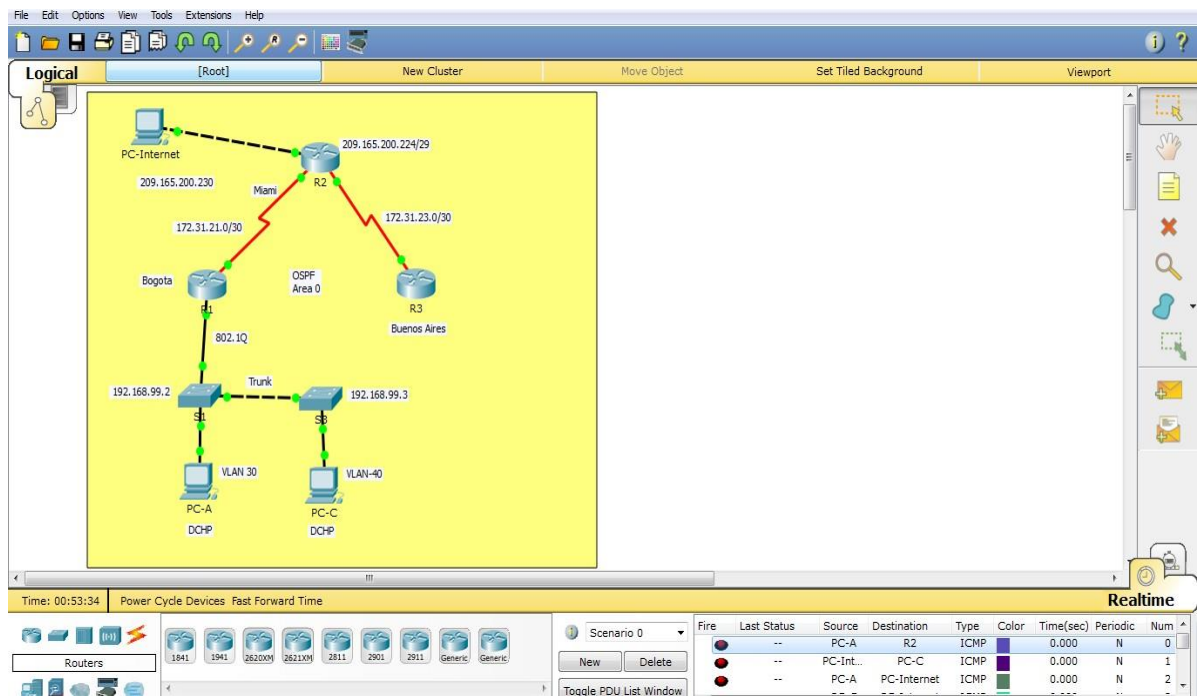 File Edit Options View Tools Extensions Help
Logical
[Root]
New Cluster
Move Object
Set Tiled Background
Viewport
PC-Internet
209.165.200.230
209.165.200.224/29
R2
Miami
172.31.21.0/30
172.31.23.0/30
Bogota
R1
OSPF
Area 0
R3
Buenos Aires
802.1Q
192.168.99.2
Trunk
192.168.99.3
S1
S3
VLAN 30
VLAN-40
PC-A
PC-C
DCHP
DCHP
Time: 00:53:34 Power Cycle Devices Fast Forward Time
Realtime
Routers
1841 1941 2620XM 2621XM 2811 2901 2911 Generic Generic
Scenario 0
New Delete
Toggle PDU List Window
Fire Last Status Source Destination Type Color Time(sec) Periodic Num
-- PC-A R2 ICMP 0.000 N 0
-- PC-Int... PC-C ICMP 0.000 N 1
-- PC-A PC-Internet ICMP 0.000 N 2